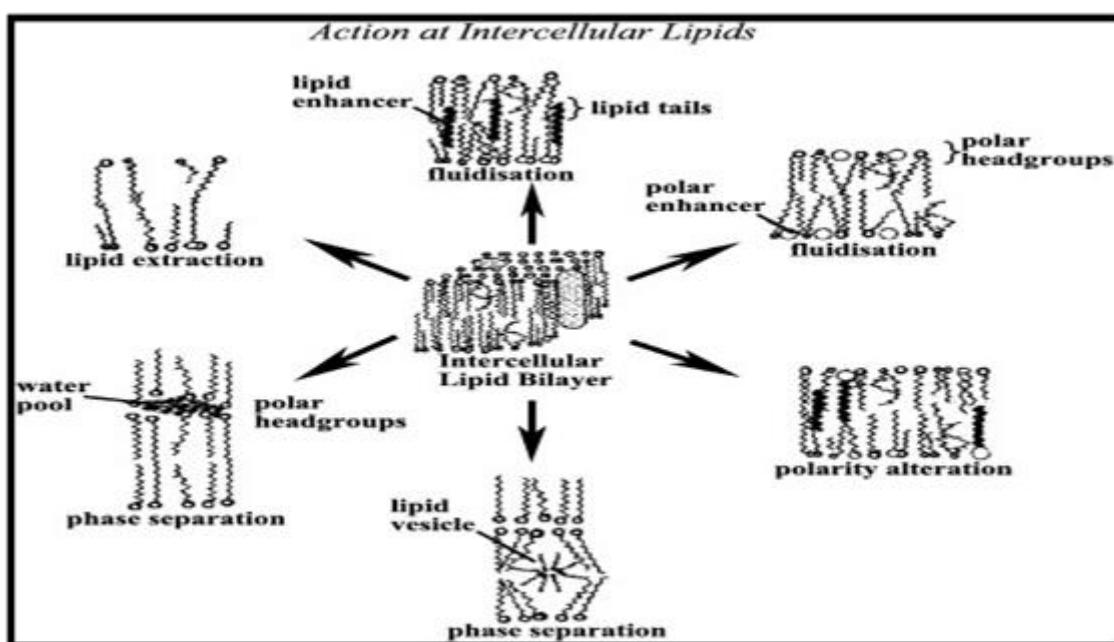 Action at Intercellular Lipids
lipid
enhancer
lipid tails
fluidisation
polar
headgroups
polar
enhancer
fluidisation
lipid extraction
Intercellular
Lipid Bilayer
water
pool
polar
headgroups
phase separation
polarity alteration
lipid
vesicle
phase separation